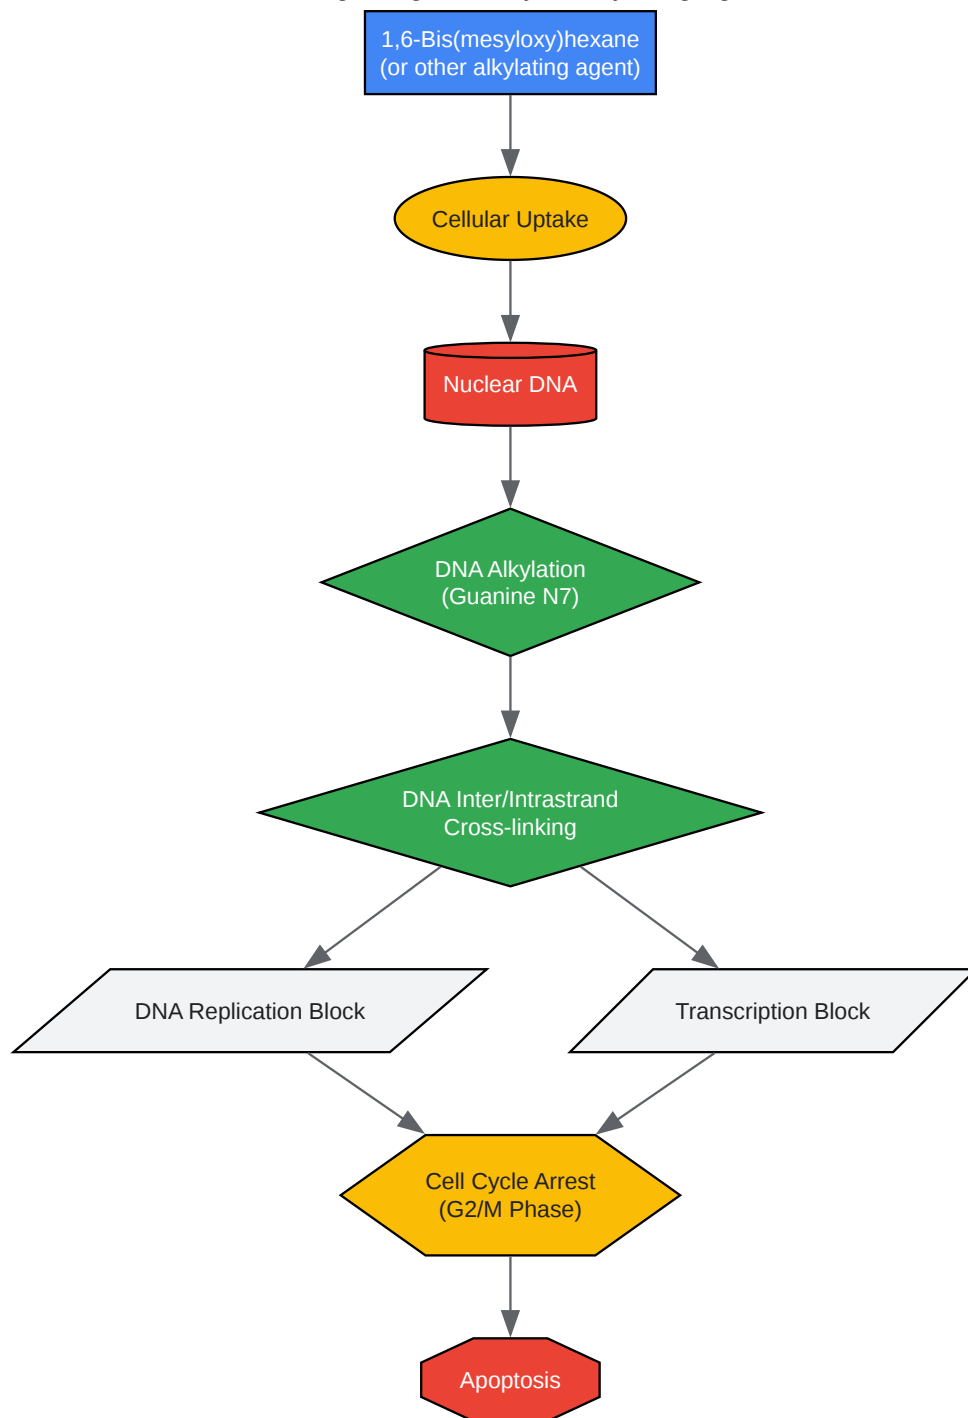 1,6-Bis(mesyloxy)hexane
(or other alkylating agent)
Cellular Uptake
Nuclear DNA
DNA Alkylation
(Guanine N7)
DNA Inter/Intrastrand
Cross-linking
DNA Replication Block
Transcription Block
Cell Cycle Arrest
(G2/M Phase)
Apoptosis